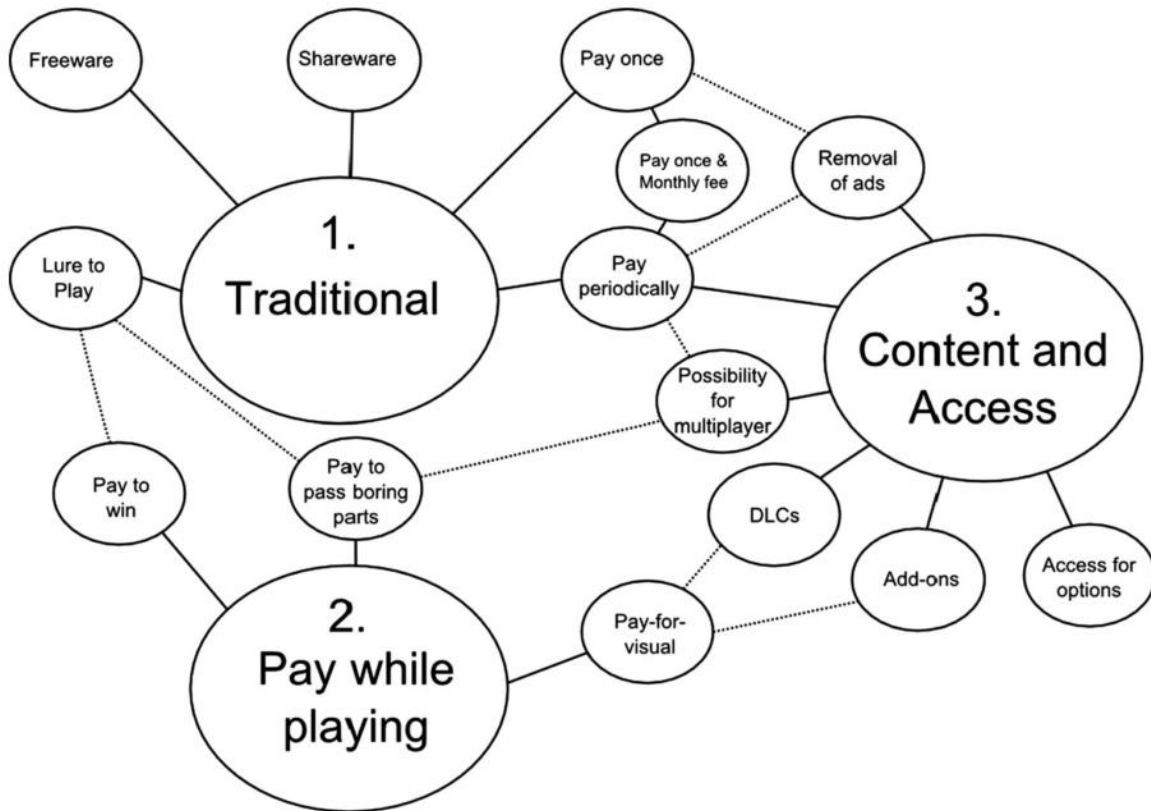 Freeware
Shareware
Pay once
Pay once &
Monthly fee
Removal
of ads
1.
Traditional
Lure to
Play
Pay
periodically
3.
Content and
Access
Possibility
for
multiplayer
Pay to
win
Pay to
pass boring
parts
DLCs
Add-ons
Access for
options
2.
Pay while
playing
Pay-for-
visual